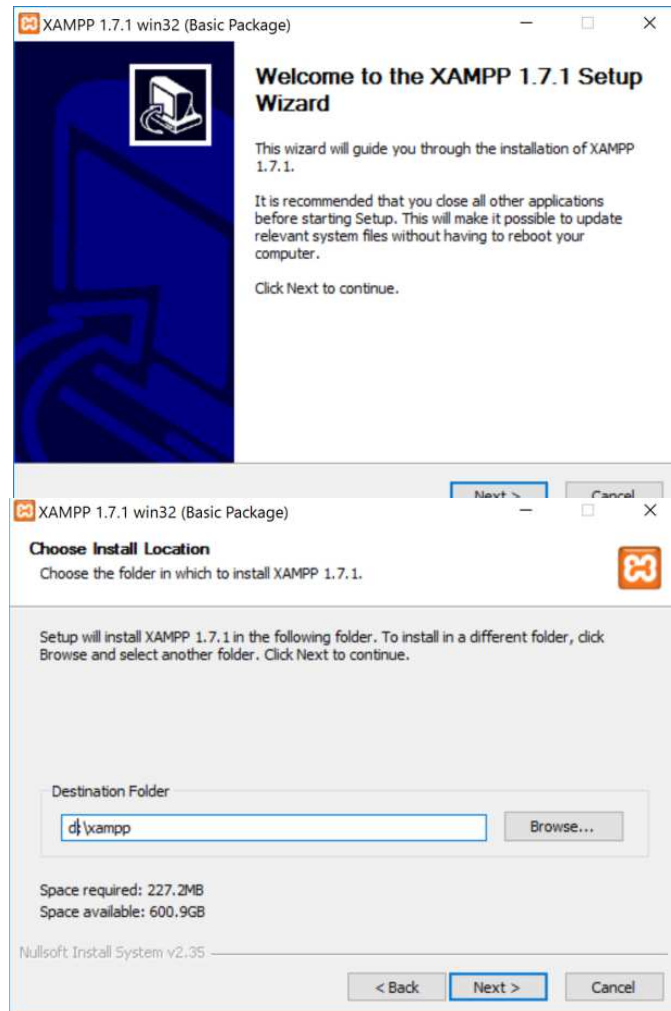 XAMPP 1.7.1 win32 (Basic Package)
Welcome to the XAMPP 1.7.1 Setup
Wizard
This wizard will guide you through the installation of XAMPP
1.7.1.
It is recommended that you close all other applications
before starting Setup. This will make it possible to update
relevant system files without having to reboot your
computer.
Click Next to continue.
Next > Cancel
XAMPP 1.7.1 win32 (Basic Package)
Choose Install Location
Choose the folder in which to install XAMPP 1.7.1.
Setup will install XAMPP 1.7.1 in the following folder. To install in a different folder, click
Browse and select another folder. Click Next to continue.
Destination Folder
d:\xampp Browse...
Space required: 227.2MB
Space available: 600.9GB
Nullsoft Install System v2.35
< Back Next > Cancel